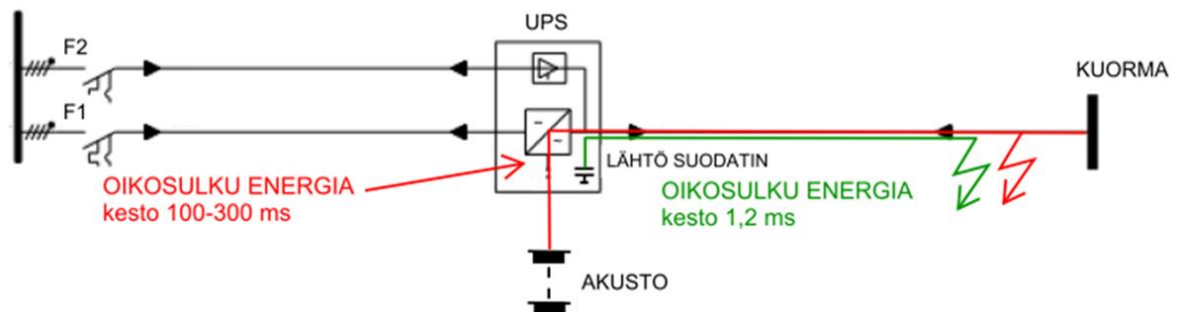 UPS
F2
KUORMA
F1
LÄHTÖ SUODATIN
OIKOSULKU ENERGIA
kesto 100-300 ms
OIKOSULKU ENERGIA
kesto 1,2 ms
AKUSTO